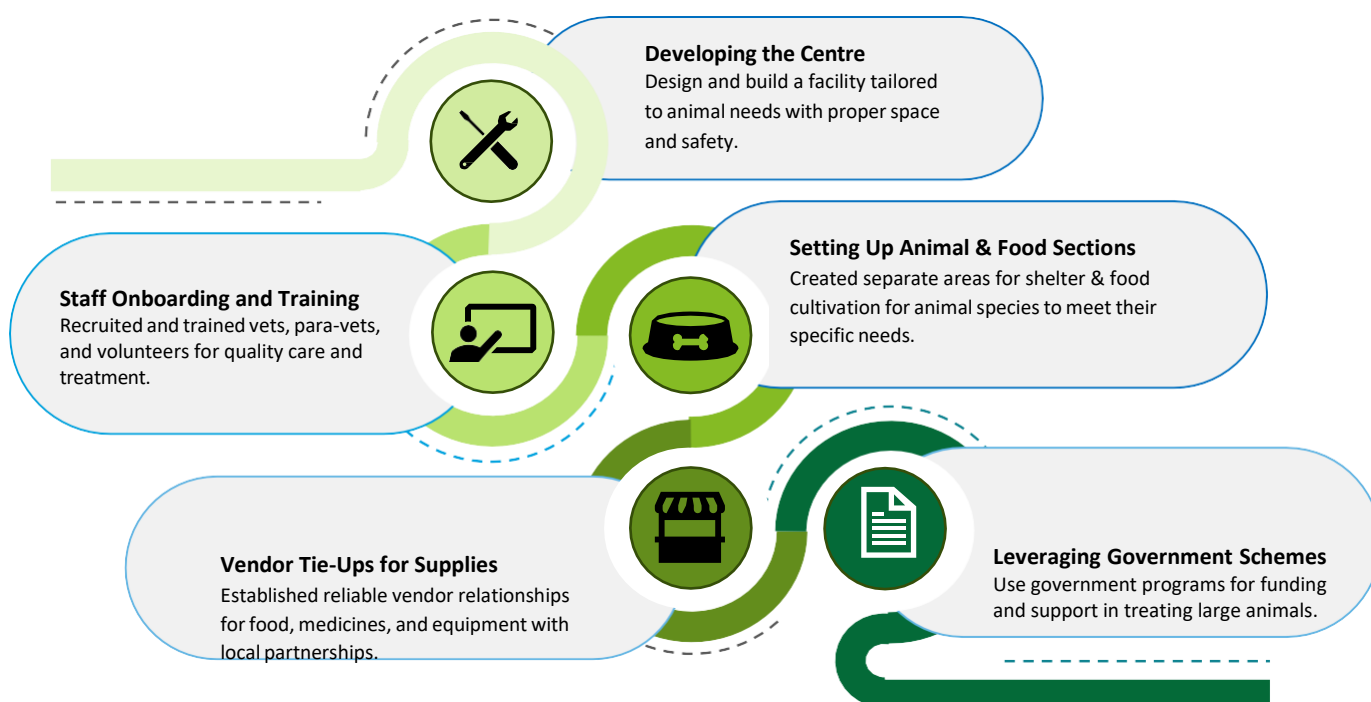 Developing the Centre
Design and build a facility tailored
to animal needs with proper space
and safety.
Staff Onboarding and Training
Recruited and trained vets, para-vets,
and volunteers for quality care and
treatment.
Setting Up Animal & Food Sections
Created separate areas for shelter & food
cultivation for animal species to meet their
specific needs.
Vendor Tie-Ups for Supplies
Established reliable vendor relationships
for food, medicines, and equipment with
local partnerships.
Leveraging Government Schemes
Use government programs for funding
and support in treating large animals.